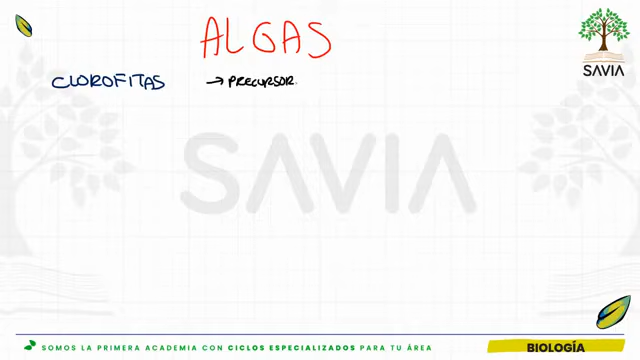 ALGAS
SAVIA
CLOROFITAS → PRECURSOR.
SAVIA
SOMOS LA PRIMERA ACADEMIA CON CICLOS ESPECIALIZADOS PARA TU ÁREA
BIOLOGÍA